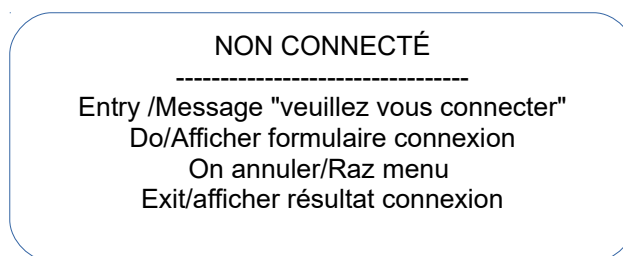 NON CONNECTÉ
---------------------------------
Entry /Message "veuillez vous connecter"
Do/Afficher formulaire connexion
On annuler/Raz menu
Exit/afficher résultat connexion